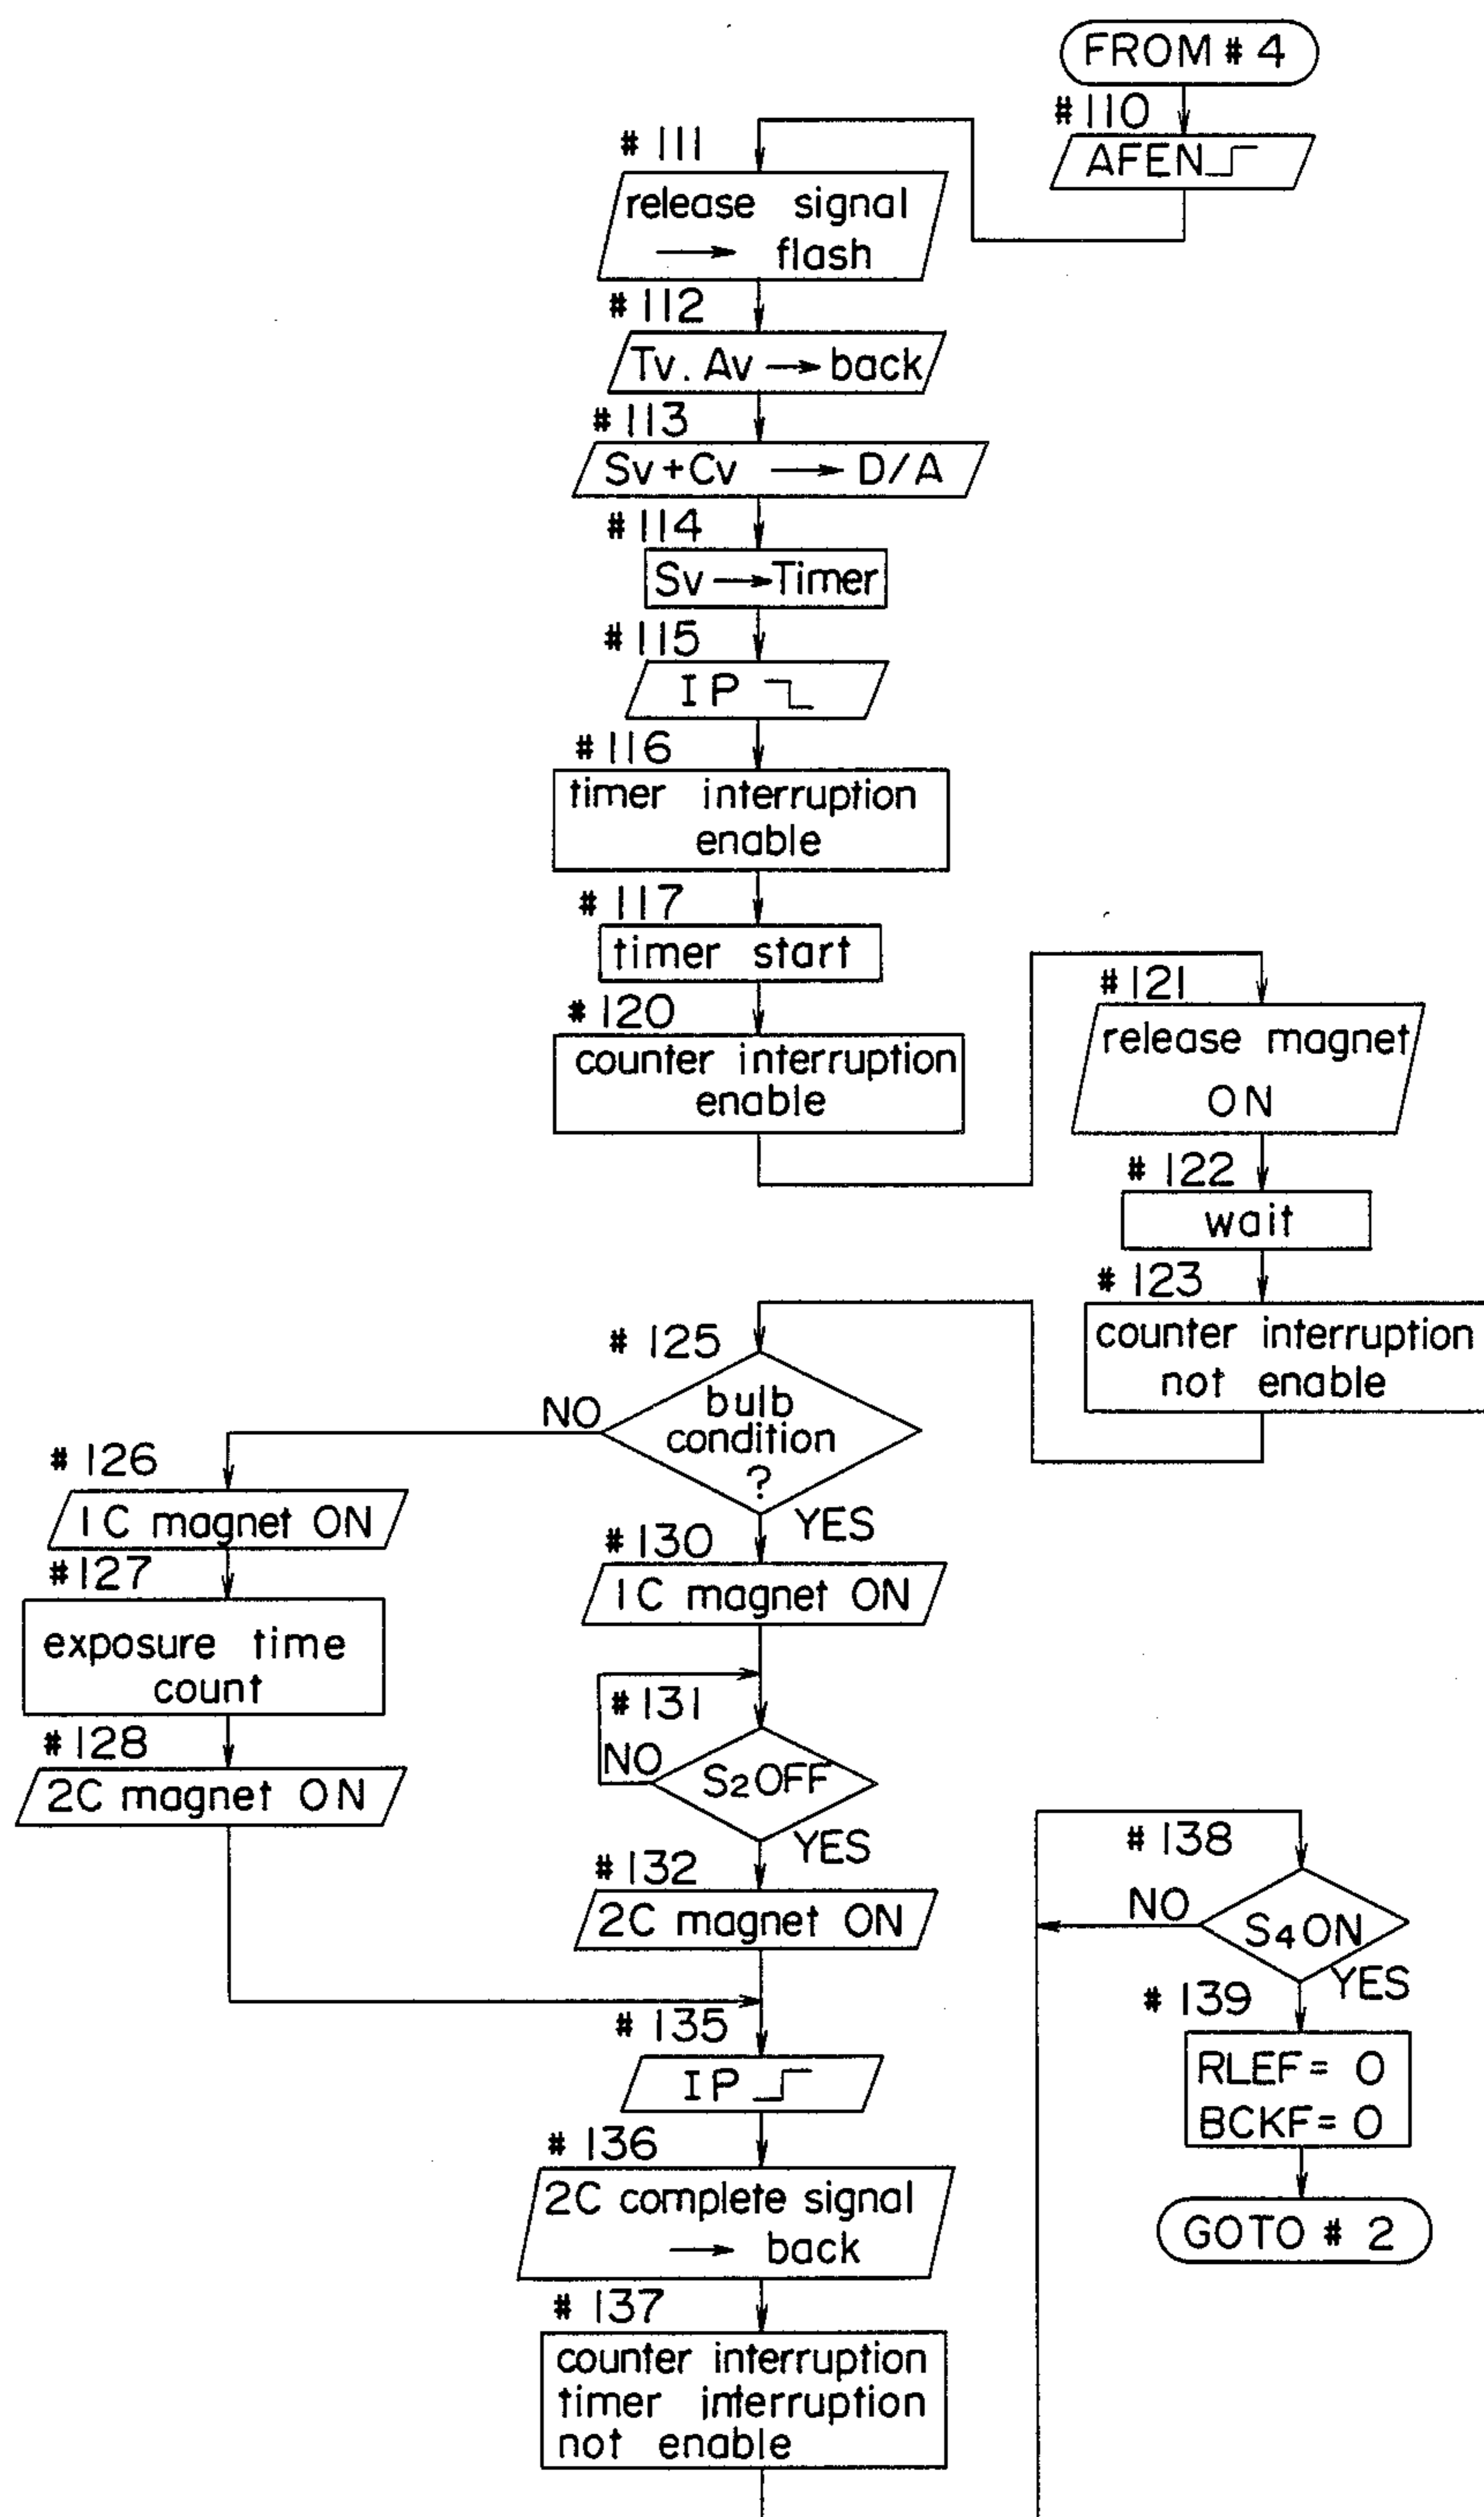 FROM # 4
#110
AFEN
# 111
release signal
→ flash
#112
Tv. Av → back
#113
Sv+Cv → D/A
#114
Sv → Timer
#115
IP
#116
timer interruption
enable
#117
timer start
#120
counter interruption
enable
#121
release magnet
ON
# 122
wait
# 123
counter interruption
not enable
# 125
bulb
condition
?
NO
YES
# 126
1C magnet ON
#127
exposure time
count
#128
2C magnet ON
#130
1C magnet ON
#131
NO
S2OFF
YES
#132
2C magnet ON
# 135
IP
# 136
2C complete signal
→ back
# 137
counter interruption
timer interruption
not enable
#138
NO
S4ON
YES
# 139
RLEF= 0
BCKF=0
GOTO # 2